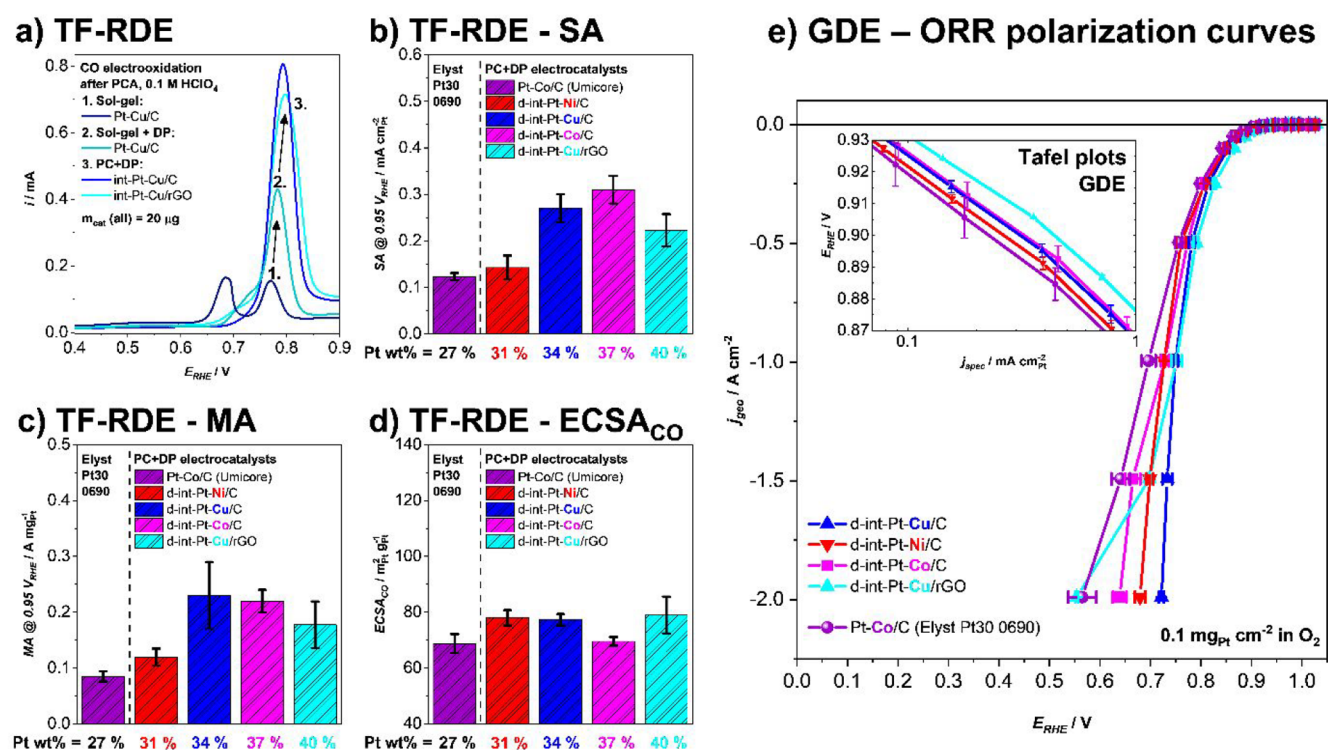 a) TF-RDE
CO electrooxidation
after PCA, 0.1 M HClO4
1. Sol-gel:
Pt-Cu/C
2. Sol-gel + DP:
Pt-Cu/C
3. PC+DP:
int-Pt-Cu/C
int-Pt-Cu/rGO
mcat (all) = 20 μg
1.
2.
3.
i / mA
0.8
0.6
0.4
0.2
0.0
0.4 0.5 0.6 0.7 0.8 0.9
ERHE / V
b) TF-RDE - SA
Elyst
Pt30
0690
PC+DP electrocatalysts
Pt-Co/C (Umicore)
d-int-Pt-Ni/C
d-int-Pt-Cu/C
d-int-Pt-Co/C
d-int-Pt-Cu/rGO
SA @ 0.95 VRHE / mA cm-2Pt
0.6
0.5
0.4
0.3
0.2
0.1
0.0
Pt wt% = 27 % 31 % 34 % 37 % 40 %
c) TF-RDE - MA
Elyst
Pt30
0690
PC+DP electrocatalysts
Pt-Co/C (Umicore)
d-int-Pt-Ni/C
d-int-Pt-Cu/C
d-int-Pt-Co/C
d-int-Pt-Cu/rGO
MA @ 0.95 VRHE / A mg-1Pt
0.5
0.4
0.3
0.2
0.1
0.0
Pt wt% = 27 % 31 % 34 % 37 % 40 %
d) TF-RDE - ECSACO
Elyst
Pt30
0690
PC+DP electrocatalysts
Pt-Co/C (Umicore)
d-int-Pt-Ni/C
d-int-Pt-Cu/C
d-int-Pt-Co/C
d-int-Pt-Cu/rGO
ECSACO / m2Pt g-1Pt
140
120
100
80
60
40
Pt wt% = 27 % 31 % 34 % 37 % 40 %
e) GDE – ORR polarization curves
Tafel plots
GDE
ERHE / V
0.93
0.92
0.91
0.90
0.89
0.88
0.87
0.1 1
jspec / mA cm-2Pt
jgeo / A cm-2
0.0
-0.5
-1.0
-1.5
-2.0
d-int-Pt-Cu/C
d-int-Pt-Ni/C
d-int-Pt-Co/C
d-int-Pt-Cu/rGO
Pt-Co/C (Elyst Pt30 0690)
0.1 mgPt cm-2 in O2
0.0 0.1 0.2 0.3 0.4 0.5 0.6 0.7 0.8 0.9 1.0
ERHE / V